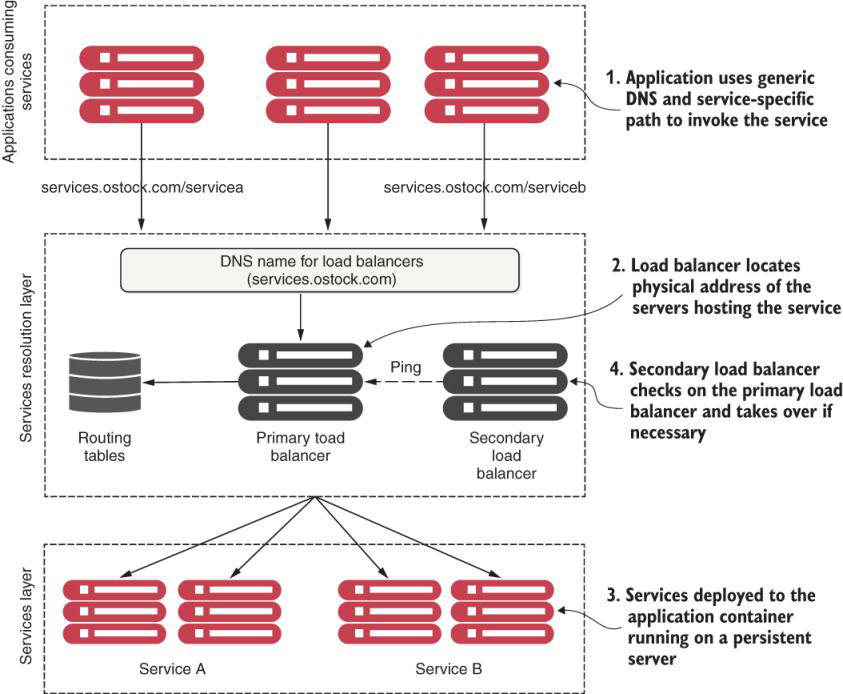 Applications consuming
services
1. Application uses generic
DNS and service-specific
path to invoke the service
services.ostock.com/servicea
services.ostock.com/serviceb
Services resolution layer
DNS name for load balancers
(services.ostock.com)
2. Load balancer locates
physical address of the
servers hosting the service
Ping
4. Secondary load balancer
checks on the primary load
balancer and takes over if
necessary
Routing
tables
Primary toad
balancer
Secondary
load
balancer
Services layer
3. Services deployed to the
application container
running on a persistent
server
Service A
Service B